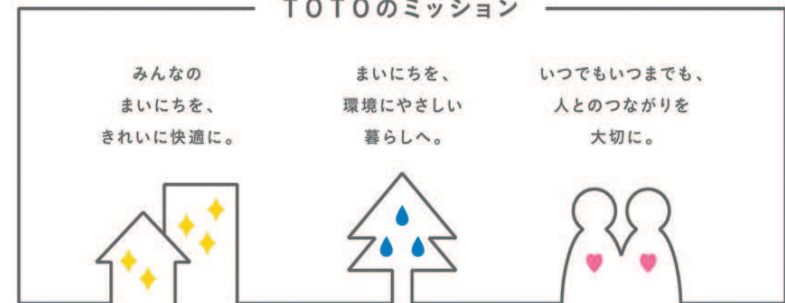 TOTOのミッション
みんなの
まいにちを、
きれいに快適に。
まいにちを、
環境にやさしい
暮らしへ。
いつでもいつまでも、
人とのつながりを
大切に。